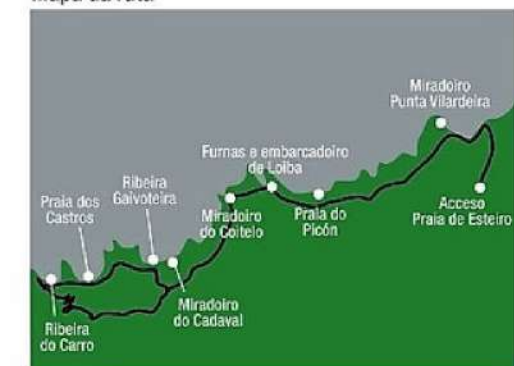 Mapa da ruta
Miradoiro
Punta Vilardeira
Furnas e embarcadoiro
de Loiba
Ribeira
Gaivoteira
Praia dos
Castros
Miradoiro
do Coitelo
Praia do
Picón
Acceso
Praia de Esteiro
Miradoiro
do Cadaval
Ribeira
do Carro